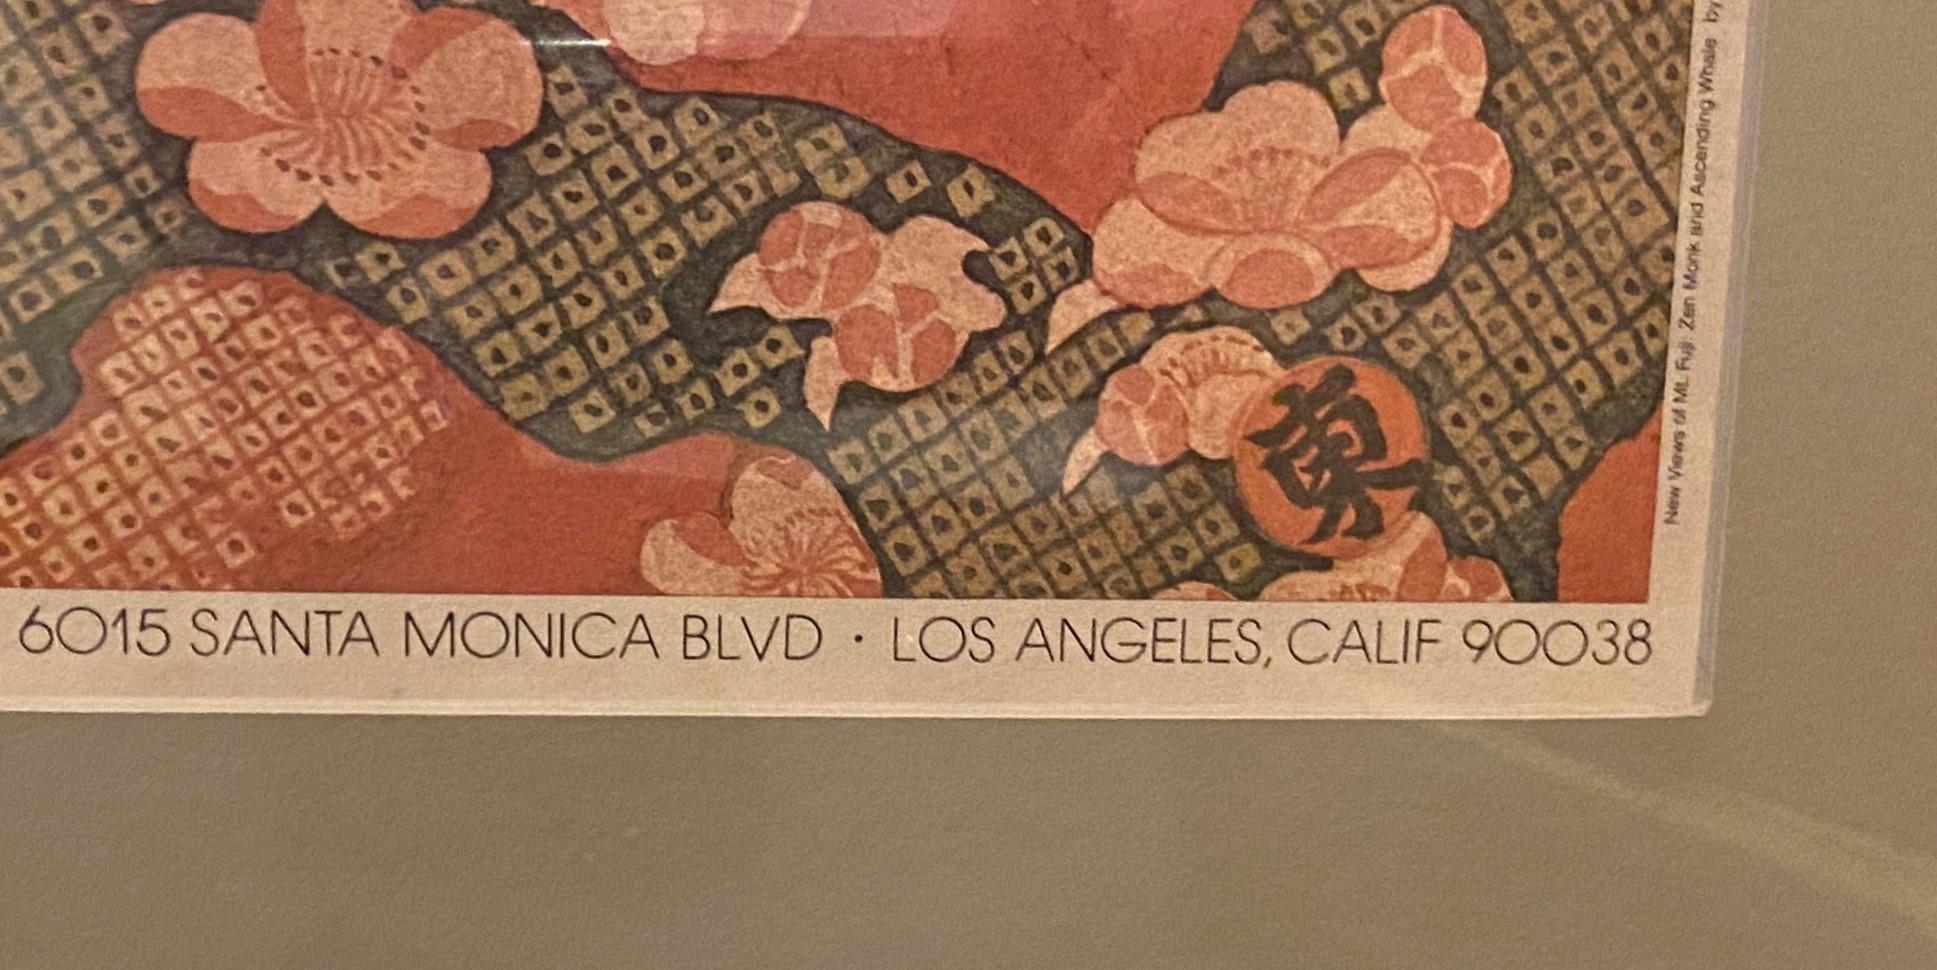 New Views of Mt. Fuji: Zen Monk and Ascending Whale by
6015 SANTA MONICA BLVD · LOS ANGELES, CALIF 90038